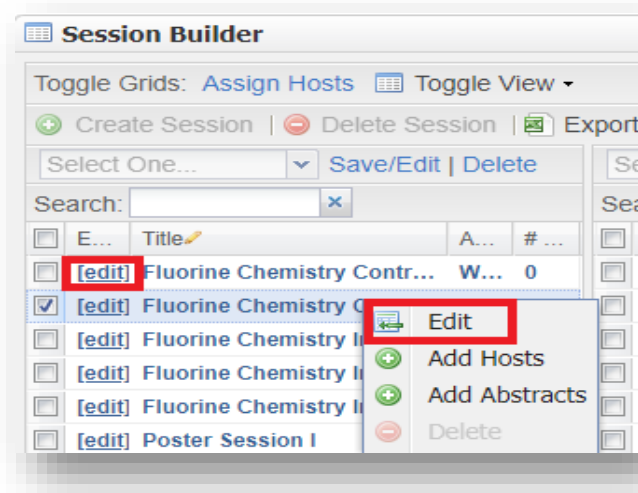 Session Builder
Toggle Grids: Assign Hosts Toggle View
Create Session | Delete Session | Export
Select One... Save/Edit | Delete Se
Search: Sea
E... Title A... # ...
[edit] Fluorine Chemistry Contr... W... 0
[edit] Fluorine Chemistry C
Edit
[edit] Fluorine Chemistry I
Add Hosts
[edit] Fluorine Chemistry I
Add Abstracts
[edit] Fluorine Chemistry I
Delete
[edit] Poster Session I